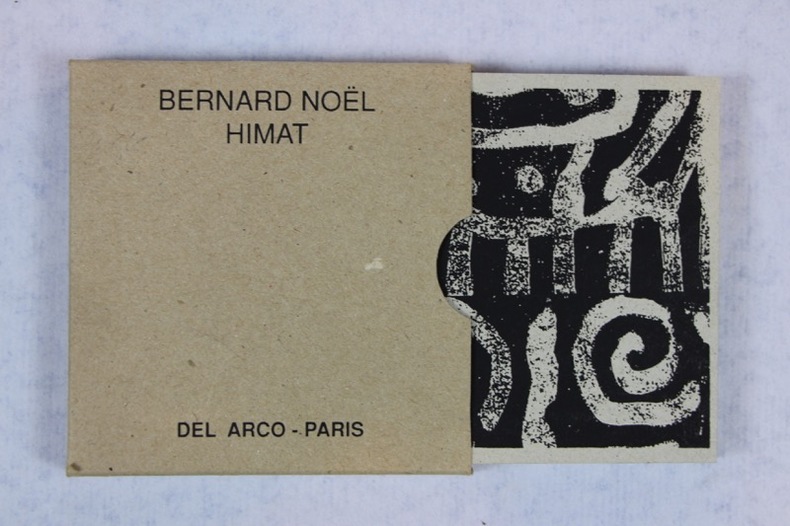 BERNARD NOËL
HIMAT
DEL ARCO - PARIS